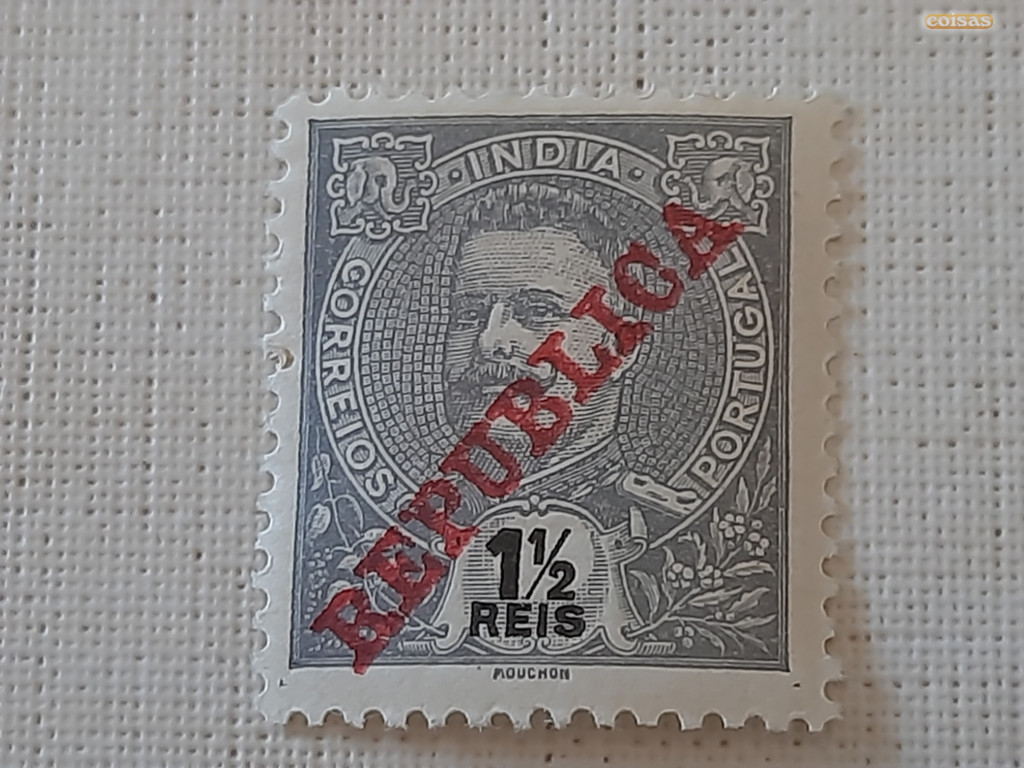 coisas
INDIA
CORREIOS
PORTUGAL
REPUBLICA
1½
REIS
MOUCHON